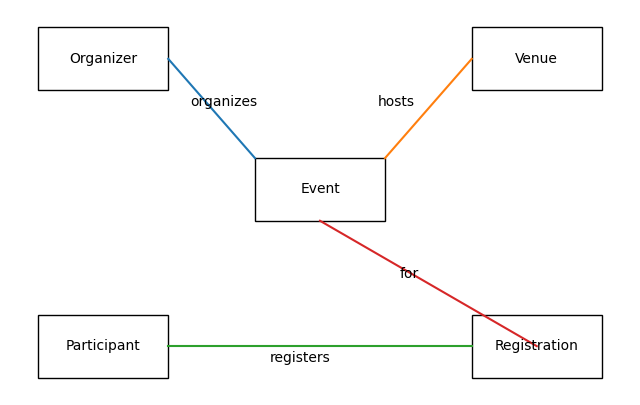 Organizer
Venue
organizes
hosts
Event
for
Participant
Registration
registers